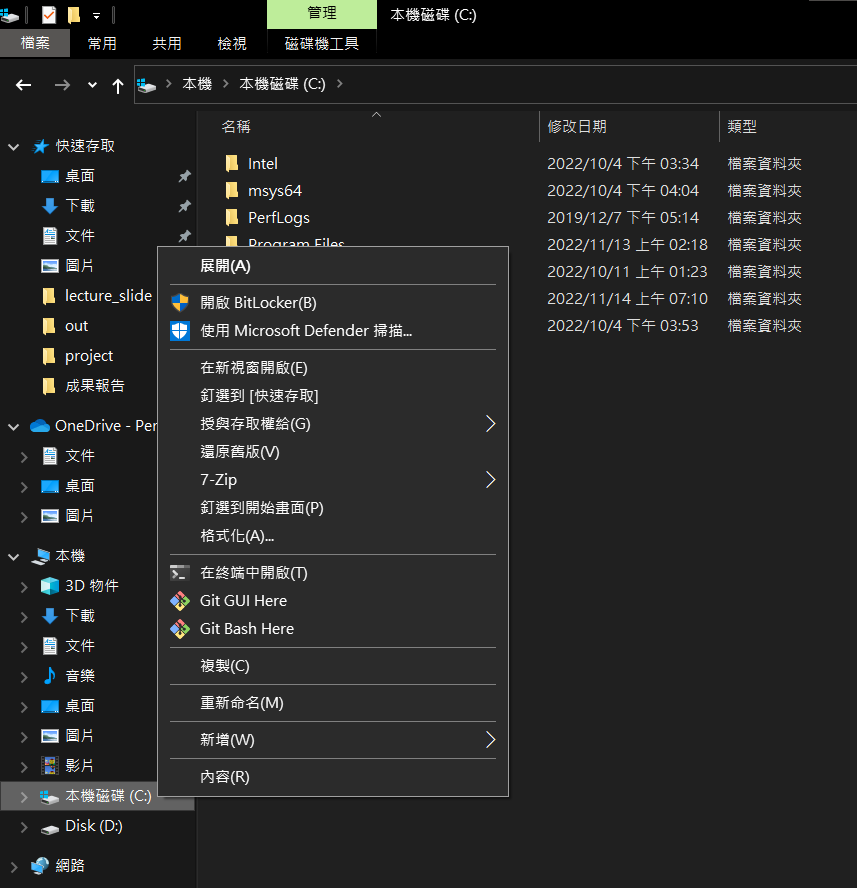 管理
本機磁碟 (C:)
檔案
常用
共用
檢視
磁碟機工具
本機
本機磁碟 (C:)
名稱
修改日期
類型
快速存取
桌面
下載
文件
圖片
lecture_slide
out
project
成果報告
OneDrive - Per
文件
桌面
圖片
本機
3D 物件
下載
文件
音樂
桌面
圖片
影片
本機磁碟 (C:)
Disk (D:)
網路
Intel 2022/10/4 下午 03:34 檔案資料夾
msys64 2022/10/4 下午 04:04 檔案資料夾
PerfLogs 2019/12/7 下午 05:14 檔案資料夾
Program Files 2022/11/13 上午 02:18 檔案資料夾
2022/10/11 上午 01:23 檔案資料夾
2022/11/14 上午 07:10 檔案資料夾
2022/10/4 下午 03:53 檔案資料夾
展開(A)
開啟 BitLocker(B)
使用 Microsoft Defender 掃描...
在新視窗開啟(E)
釘選到 [快速存取]
授與存取權給(G)
還原舊版(V)
7-Zip
釘選到開始畫面(P)
格式化(A)...
在終端中開啟(T)
Git GUI Here
Git Bash Here
複製(C)
重新命名(M)
新增(W)
內容(R)